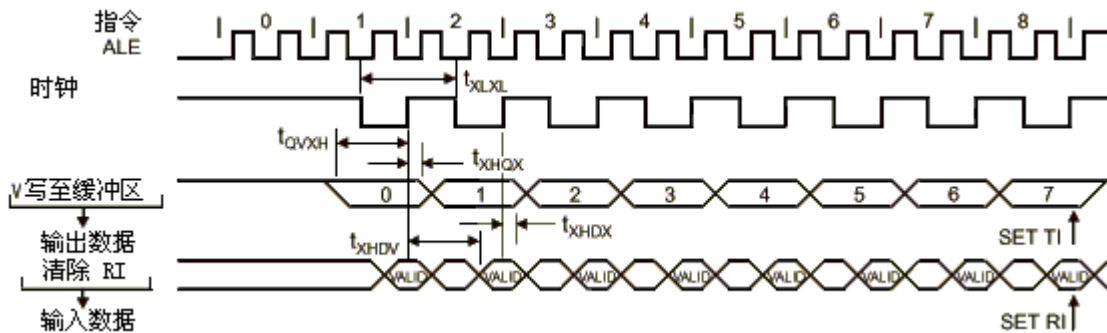 指令 0 1 2 3 4 5 6 7 8
ALE
tXLXL
时钟
tQVXH
tXHQX
V写至缓冲区 0 1 2 3 4 5 6 7
输出数据
tXHDV
tXHDX
SET TI
清除 RI
VALID VALID VALID VALID VALID VALID VALID VALID
输入数据
SET RI